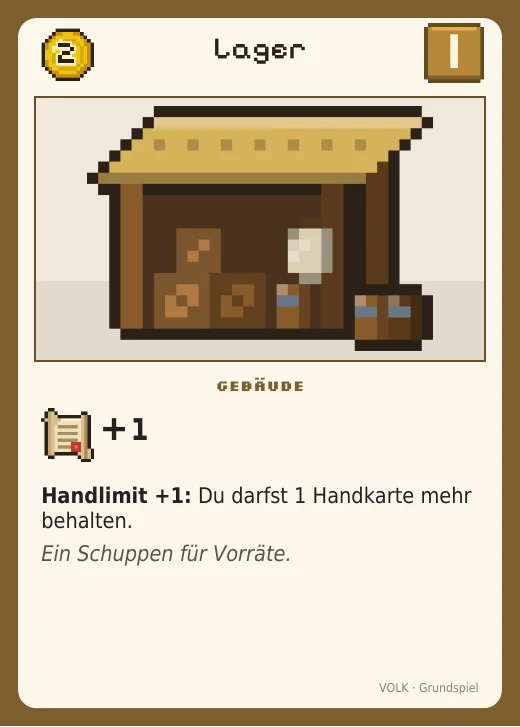 2
Lager
I
GEBÄUDE
+1
Handlimit +1: Du darfst 1 Handkarte mehr
behalten.
Ein Schuppen für Vorräte.
VOLK · Grundspiel